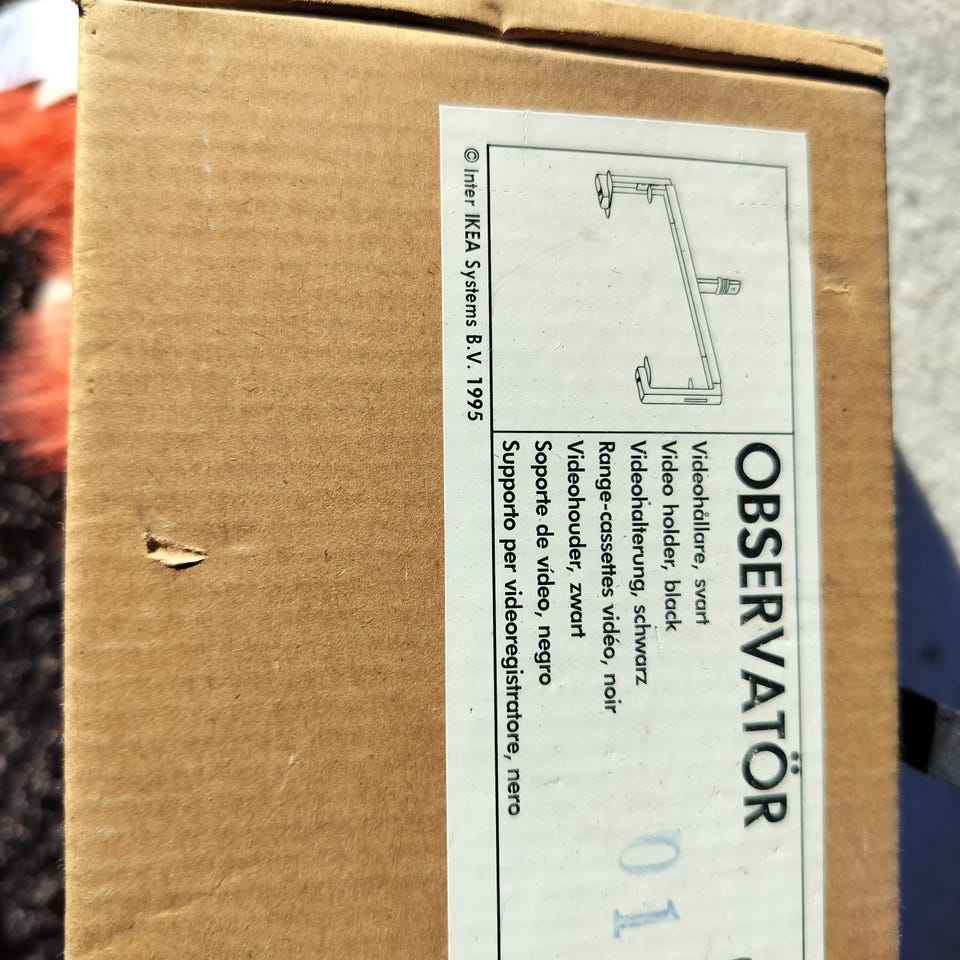 OBSERVATÖR
Videohållare, svart
Video holder, black
Videohalterung, schwarz
Range-cassettes vidéo, noir
Videohouder, zwart
Soporte de vídeo, negro
Supporto per videoregistratore, nero
© Inter IKEA Systems B.V. 1995
01